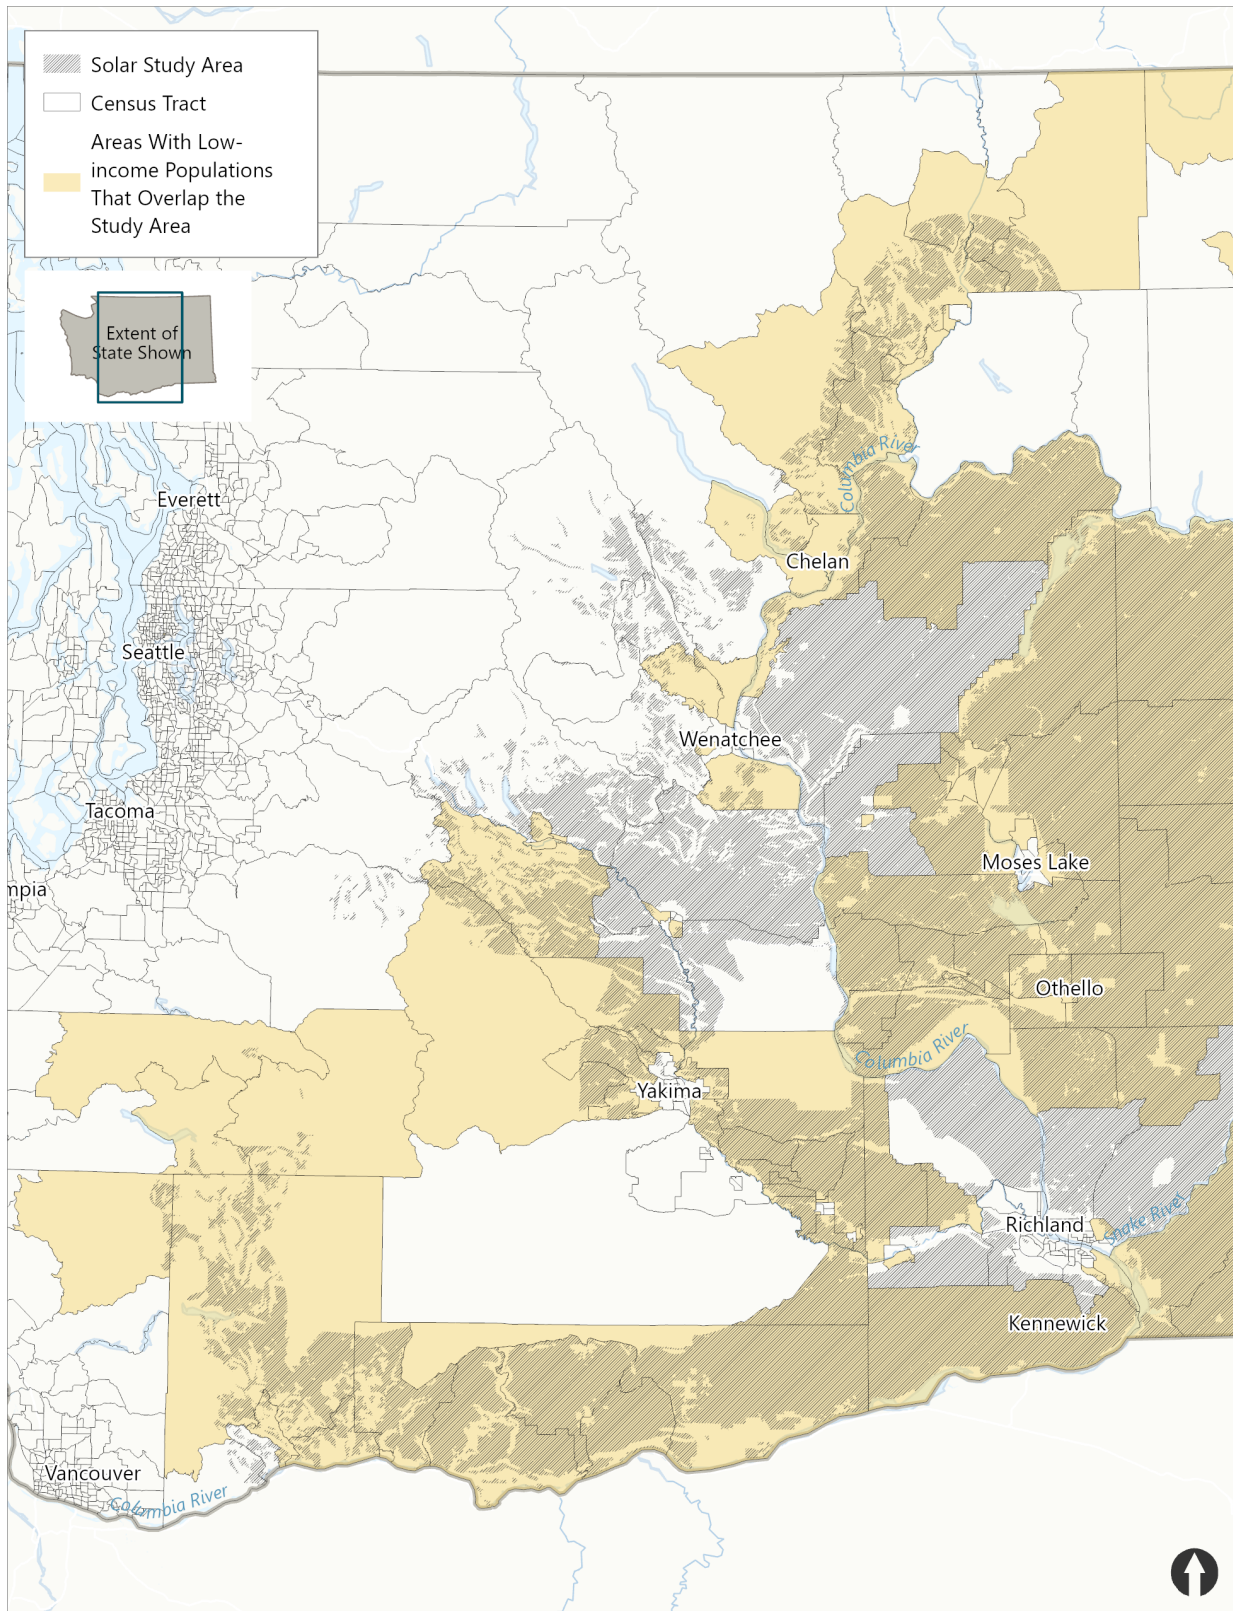 Solar Study Area
Census Tract
Areas With Low-
income Populations
That Overlap the
Study Area
Extent of
State Shown
Columbia River
Everett
Chelan
Seattle
Wenatchee
Tacoma
Moses Lake
mpia
Othello
Columbia River
Yakima
Snake River
Richland
Kennewick
Vancouver
Columbia River